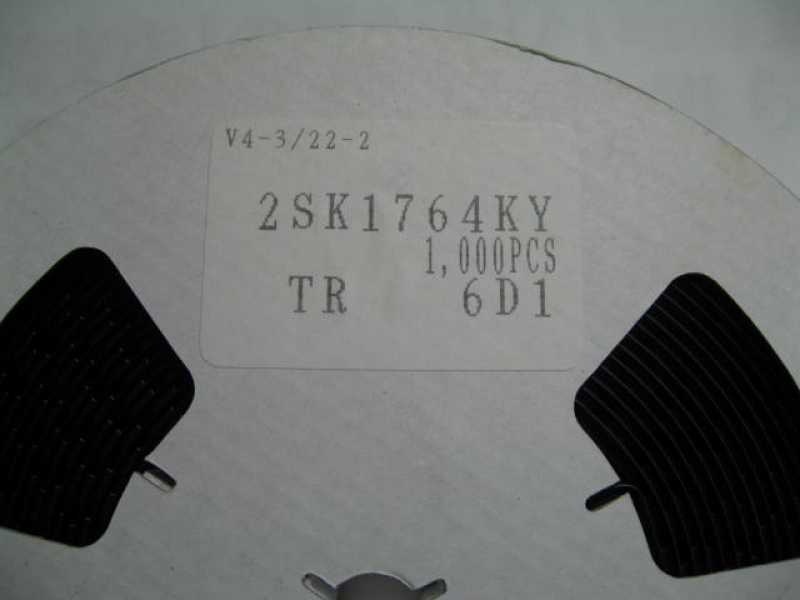 V4-3/22-2
2SK1764KY
1,000PCS
TR 6D1